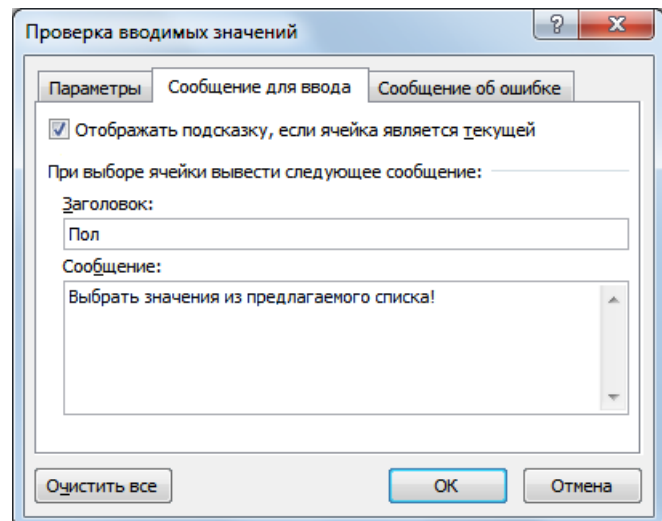 Проверка вводимых значений
Параметры Сообщение для ввода Сообщение об ошибке
Отображать подсказку, если ячейка является текущей
При выборе ячейки вывести следующее сообщение:
Заголовок:
Пол
Сообщение:
Выбрать значения из предлагаемого списка!
Очистить все ОК Отмена